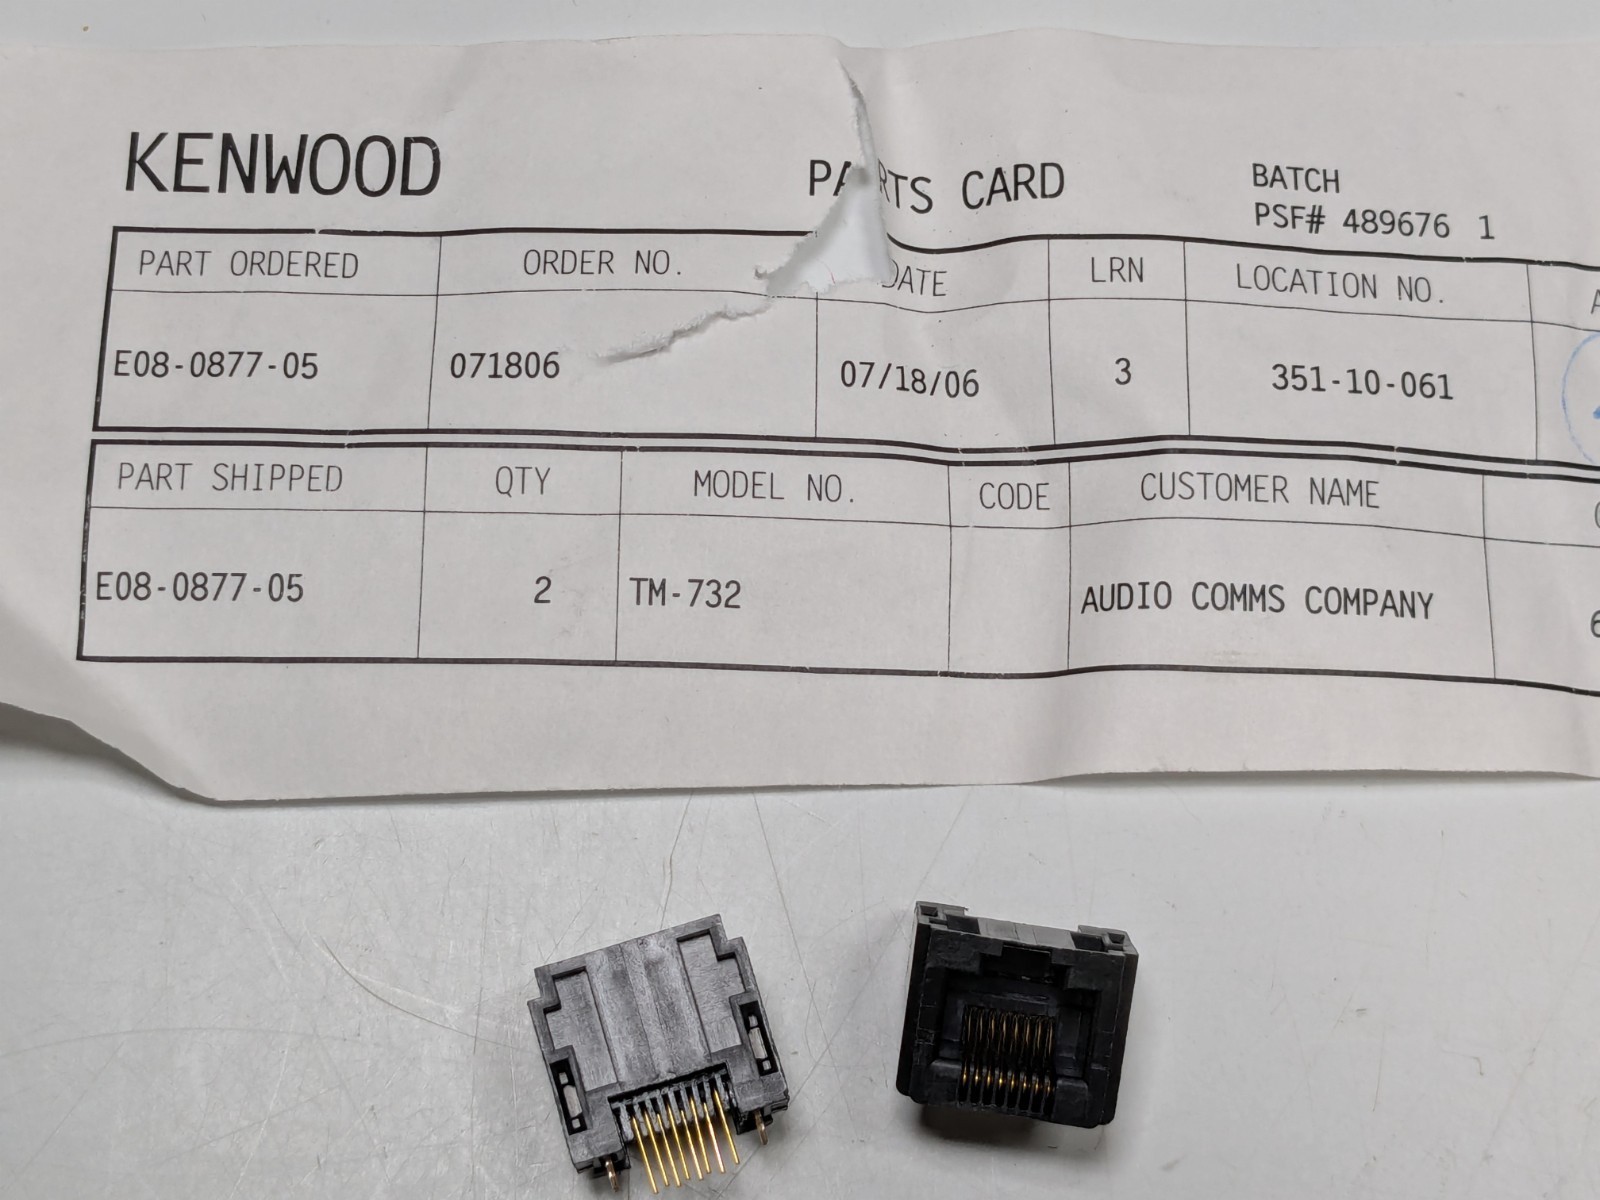 KENWOOD
PARTS CARD
BATCH
PSF# 489676 1
PART ORDERED ORDER NO. DATE LRN LOCATION NO.
E08-0877-05 071806 07/18/06 3 351-10-061
PART SHIPPED QTY MODEL NO. CODE CUSTOMER NAME
E08-0877-05 2 TM-732 AUDIO COMMS COMPANY